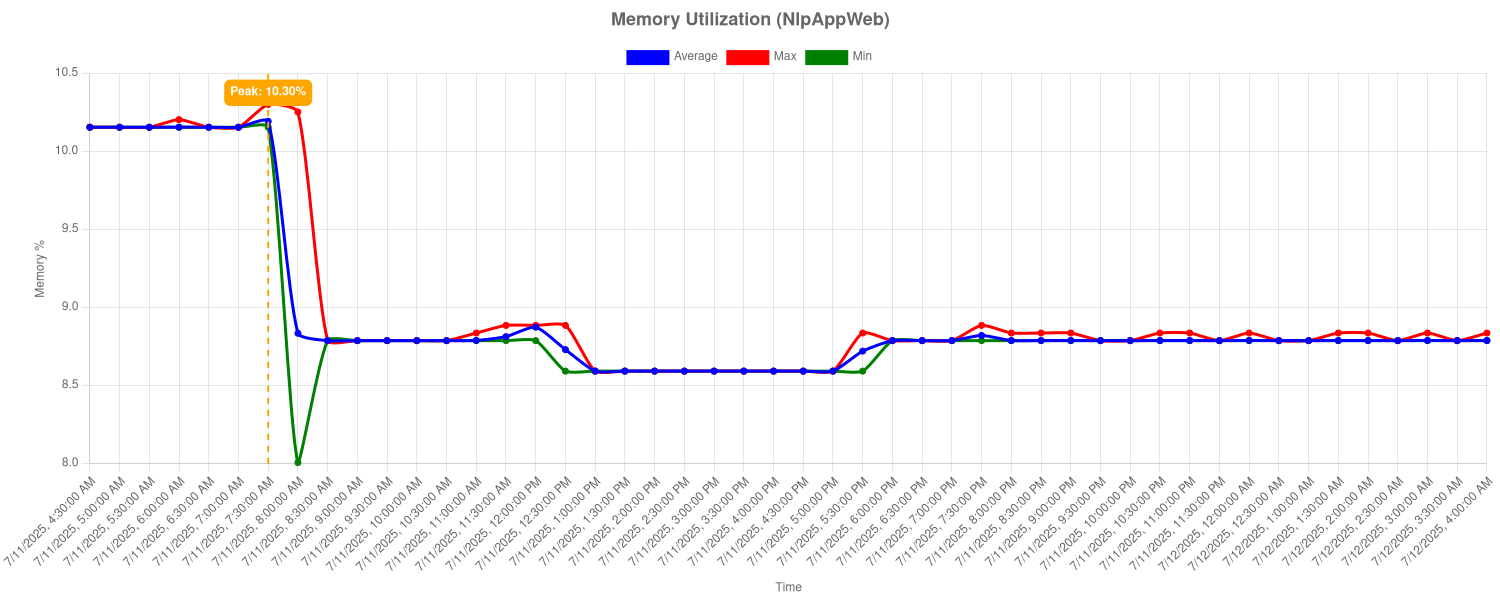 Memory Utilization (NlpAppWeb)
Average Max Min
Peak: 10.30%
10.5
10.0
9.5
9.0
8.5
8.0
Memory %
7/11/2025, 4:30:00 AM
7/11/2025, 5:00:00 AM
7/11/2025, 5:30:00 AM
7/11/2025, 6:00:00 AM
7/11/2025, 6:30:00 AM
7/11/2025, 7:00:00 AM
7/11/2025, 7:30:00 AM
7/11/2025, 8:00:00 AM
7/11/2025, 8:30:00 AM
7/11/2025, 9:00:00 AM
7/11/2025, 9:30:00 AM
7/11/2025, 10:00:00 AM
7/11/2025, 10:30:00 AM
7/11/2025, 11:00:00 AM
7/11/2025, 11:30:00 AM
7/11/2025, 12:00:00 PM
7/11/2025, 12:30:00 PM
7/11/2025, 1:00:00 PM
7/11/2025, 1:30:00 PM
7/11/2025, 2:00:00 PM
7/11/2025, 2:30:00 PM
7/11/2025, 3:00:00 PM
7/11/2025, 3:30:00 PM
7/11/2025, 4:00:00 PM
7/11/2025, 4:30:00 PM
7/11/2025, 5:00:00 PM
7/11/2025, 5:30:00 PM
7/11/2025, 6:00:00 PM
7/11/2025, 6:30:00 PM
7/11/2025, 7:00:00 PM
7/11/2025, 7:30:00 PM
7/11/2025, 8:00:00 PM
7/11/2025, 8:30:00 PM
7/11/2025, 9:00:00 PM
7/11/2025, 9:30:00 PM
7/11/2025, 10:00:00 PM
7/11/2025, 10:30:00 PM
7/11/2025, 11:00:00 PM
7/11/2025, 11:30:00 PM
7/12/2025, 12:00:00 AM
7/12/2025, 12:30:00 AM
7/12/2025, 1:00:00 AM
7/12/2025, 1:30:00 AM
7/12/2025, 2:00:00 AM
7/12/2025, 2:30:00 AM
7/12/2025, 3:00:00 AM
7/12/2025, 3:30:00 AM
7/12/2025, 4:00:00 AM
Time